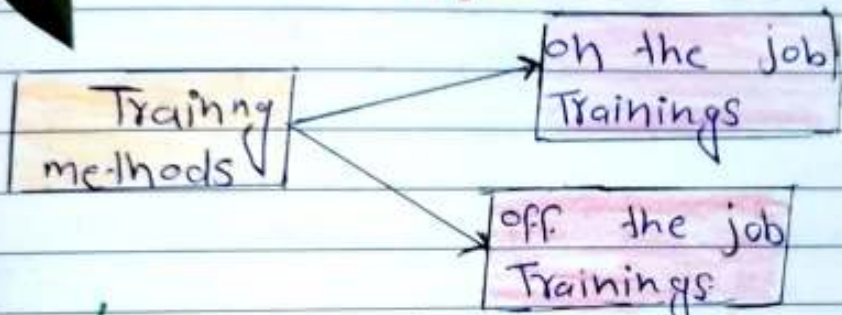 Trainng
methods
on the job
Trainings
off the job
Trainings